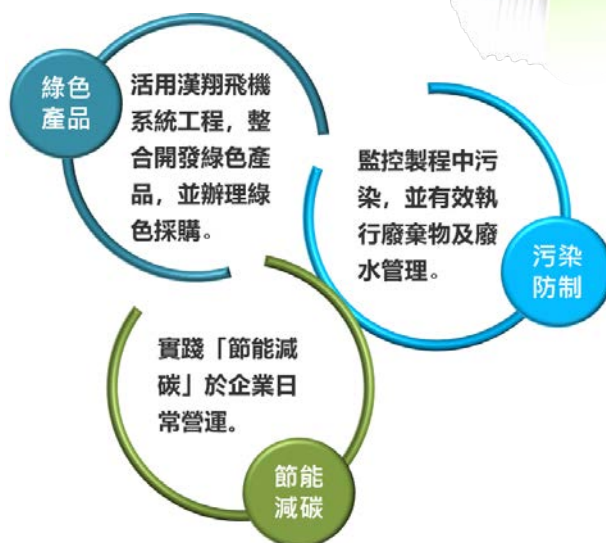 綠色
產品
活用漢翔飛機
系統工程，整
合開發綠色產
品，並辦理綠
色採購。
監控製程中污
染，並有效執
行廢棄物及廢
水管理。
污染
防制
實踐「節能減
碳」於企業日
常營運。
節能
減碳